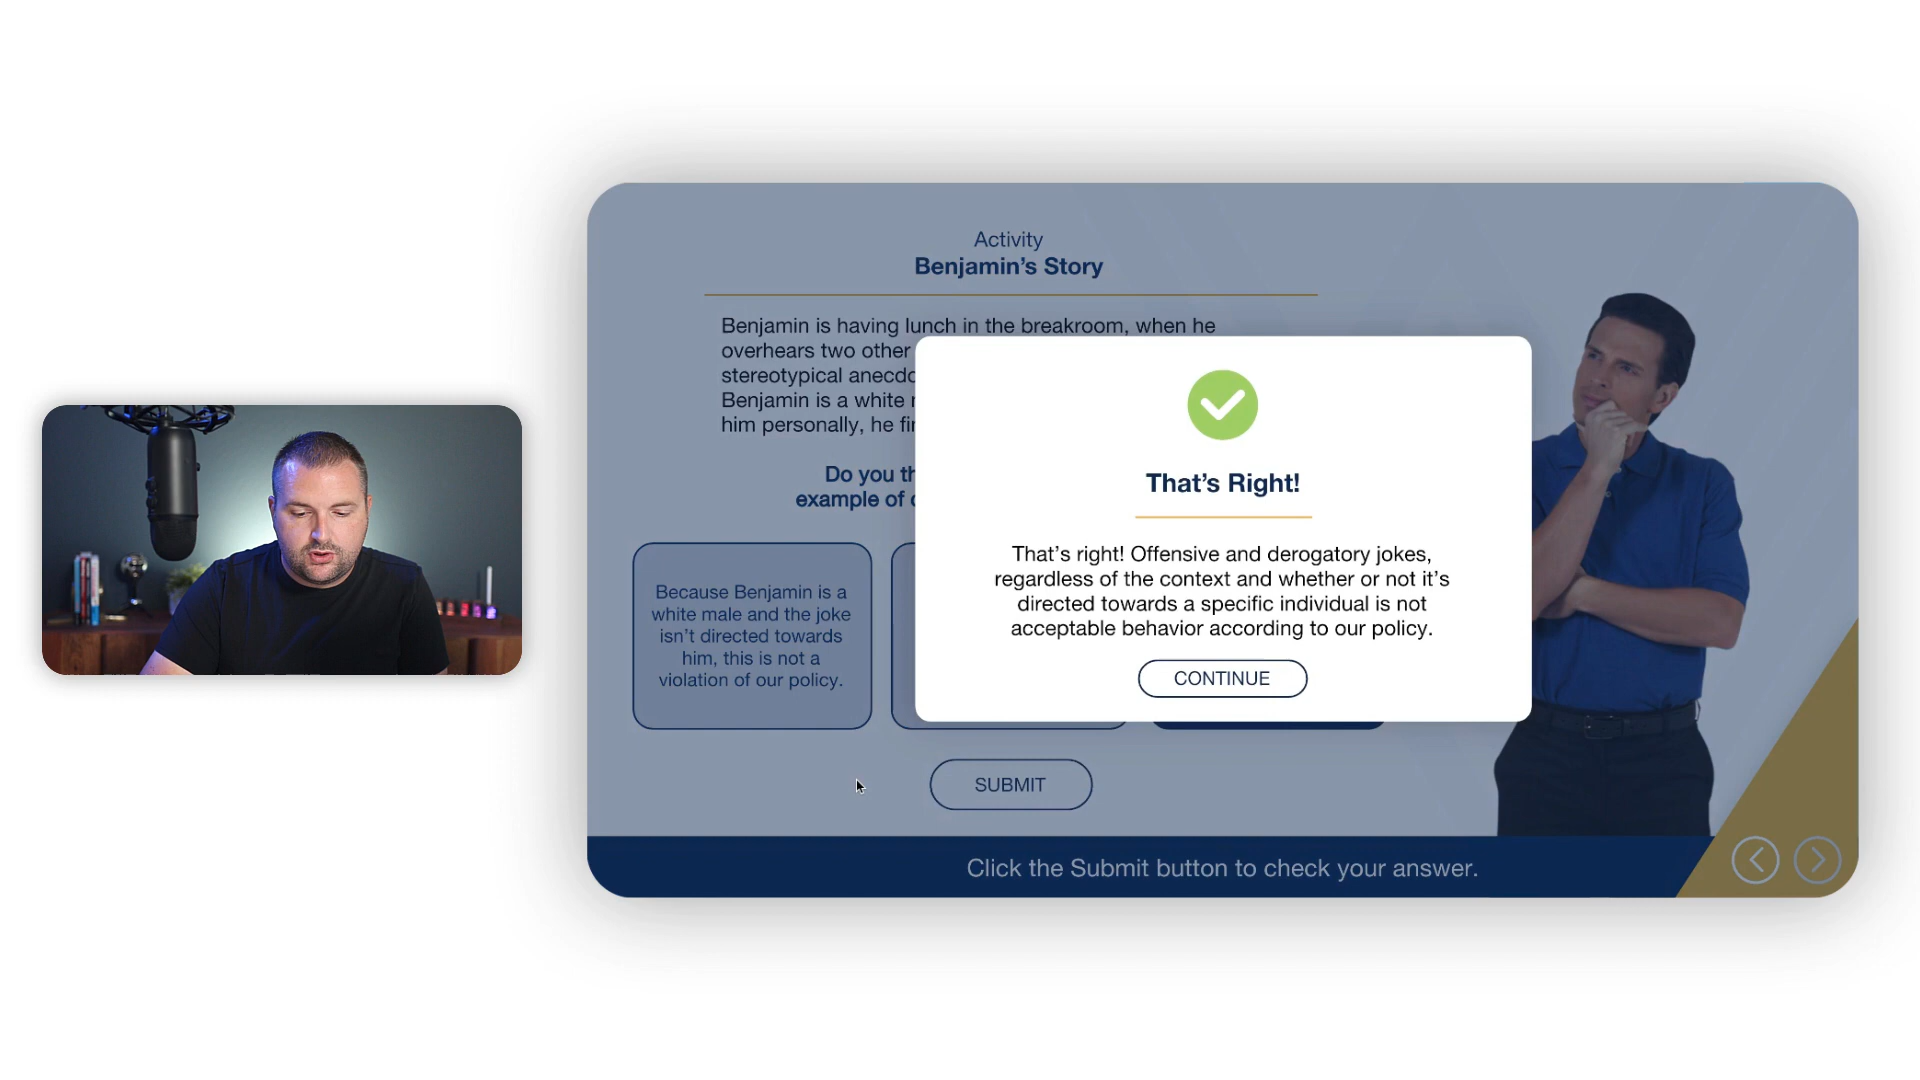 Activity
Benjamin’s Story
Benjamin is having lunch in the breakroom, when he
overhears two other
stereotypical
Benjamin is a white
him personally, he
Do you
example of
Because Benjamin is a
white male and the joke
isn’t directed towards
him, this is not a
violation of our policy.
That’s Right!
That’s right! Offensive and derogatory jokes,
regardless of the context and whether or not it’s
directed towards a specific individual is not
acceptable behavior according to our policy.
CONTINUE
SUBMIT
Click the Submit button to check your answer.